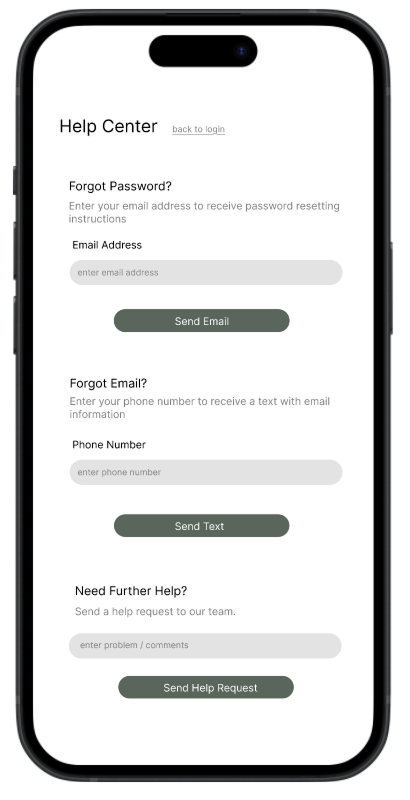 Help Center back to login
Forgot Password?
Enter your email address to receive password resetting
instructions
Email Address
enter email address
Send Email
Forgot Email?
Enter your phone number to receive a text with email
information
Phone Number
enter phone number
Send Text
Need Further Help?
Send a help request to our team.
enter problem / comments
Send Help Request